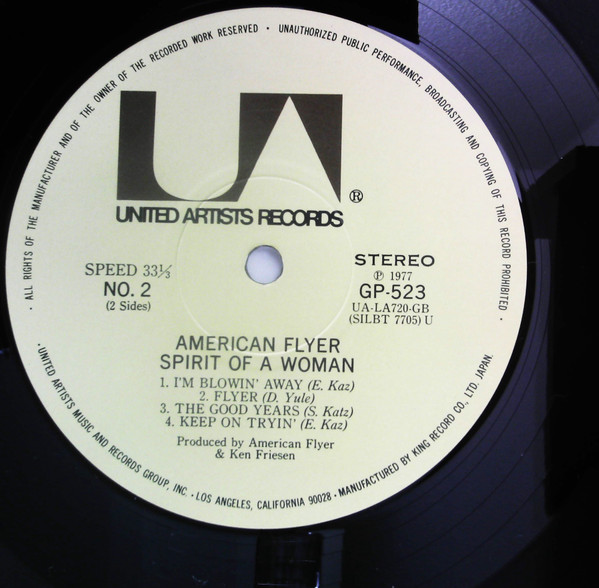 · ALL RIGHTS OF THE MANUFACTURER AND OF THE OWNER OF THE RECORDED WORK RESERVED · UNAUTHORIZED PUBLIC PERFORMANCE, BROADCASTING AND COPYING OF THIS RECORD PROHIBITED ·
UA®
UNITED ARTISTS RECORDS
SPEED 33⅓
NO. 2
(2 Sides)
STEREO
℗ 1977
GP-523
UA-LA720-GB
(SILBT 7705) U
AMERICAN FLYER
SPIRIT OF A WOMAN
1. I'M BLOWIN' AWAY (E. Kaz)
2. FLYER (D. Yule)
3. THE GOOD YEARS (S. Katz)
4. KEEP ON TRYIN' (E. Kaz)
Produced by American Flyer
& Ken Friesen
· UNITED ARTISTS MUSIC AND RECORDS GROUP, INC. · LOS ANGELES, CALIFORNIA 90028 · MANUFACTURED BY KING RECORD CO., LTD. JAPAN.